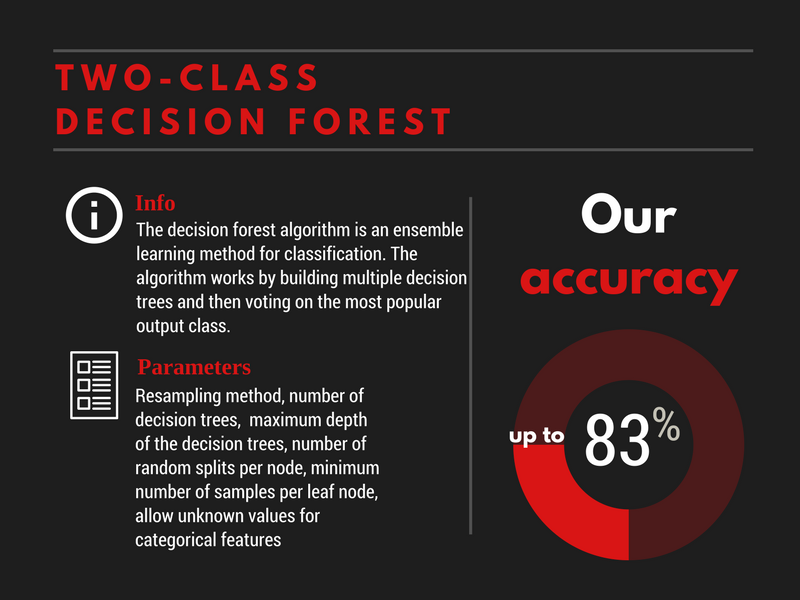 TWO-CLASS
DECISION FOREST
Info
The decision forest algorithm is an ensemble
learning method for classification. The
algorithm works by building multiple decision
trees and then voting on the most popular
output class.
Parameters
Resampling method, number of
decision trees,  maximum depth
of the decision trees, number of
random splits per node, minimum
number of samples per leaf node,
allow unknown values for
categorical features
Our
accuracy
up to 83%